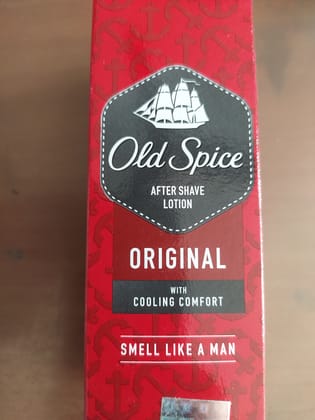 Old Spice
AFTER SHAVE
LOTION
ORIGINAL
WITH
COOLING COMFORT
SMELL LIKE A MAN